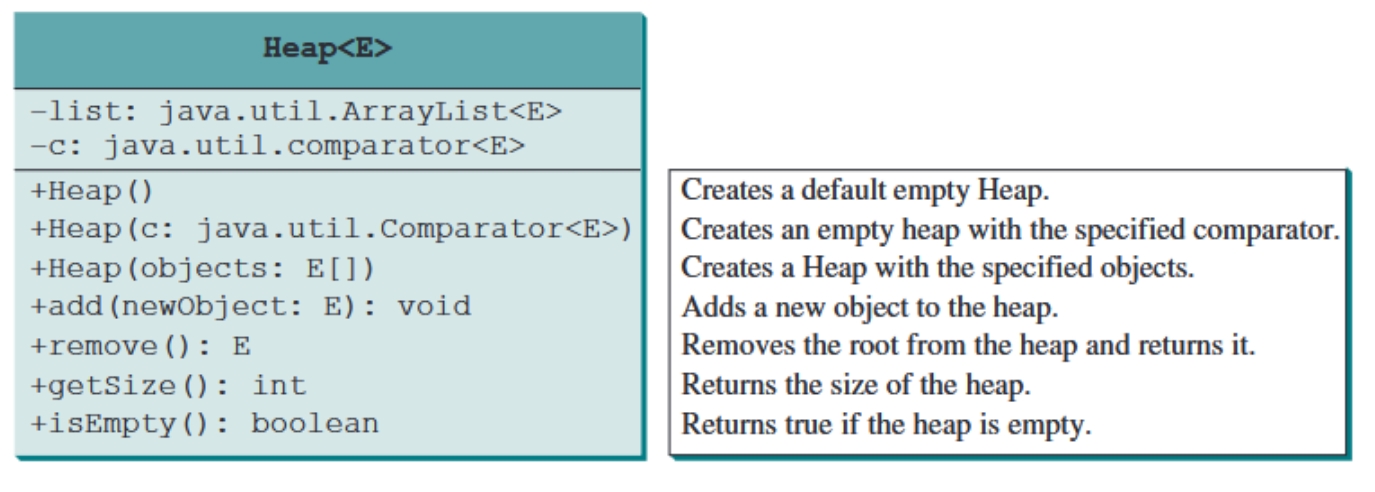 Heap<E>
-list: java.util.ArrayList<E>
-c: java.util.comparator<E>
+Heap()
+Heap(c: java.util.Comparator<E>)
+Heap(objects: E[])
+add(newObject: E): void
+remove(): E
+getSize(): int
+isEmpty(): boolean
Creates a default empty Heap.
Creates an empty heap with the specified comparator.
Creates a Heap with the specified objects.
Adds a new object to the heap.
Removes the root from the heap and returns it.
Returns the size of the heap.
Returns true if the heap is empty.